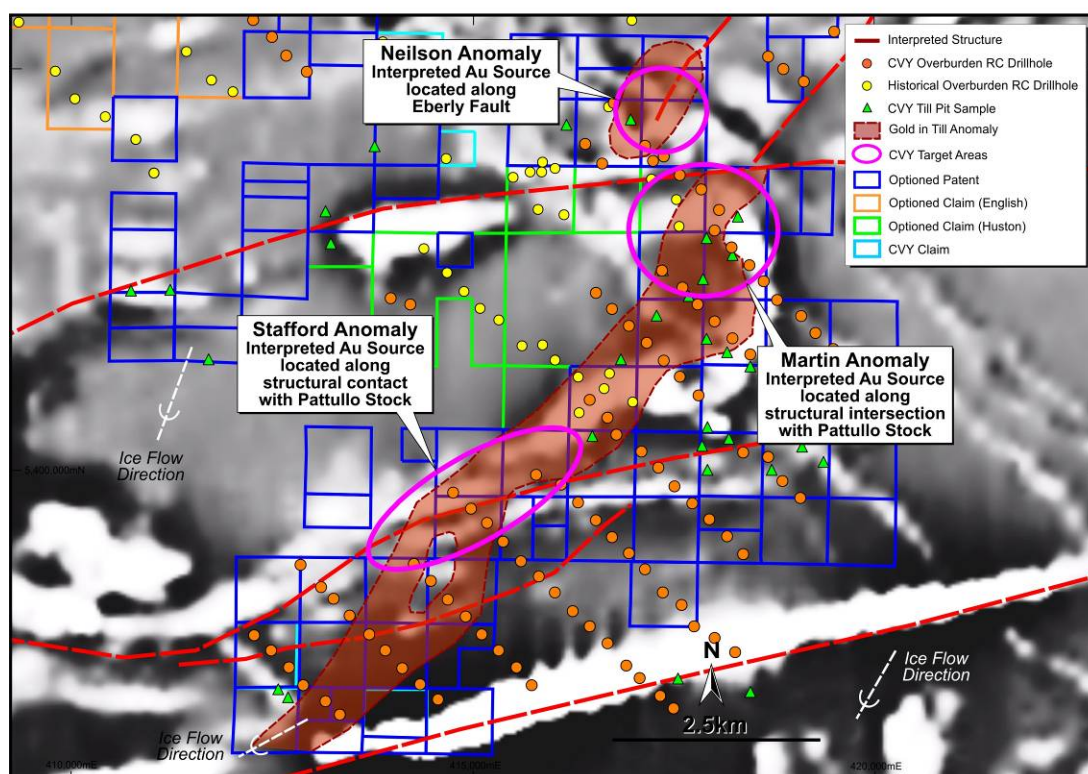 Neilson Anomaly
Interpreted Au Source
located along
Eberly Fault
Interpreted Structure
CVY Overburden RC Drillhole
Historical Overburden RC Drillhole
CVY Till Pit Sample
Gold in Till Anomaly
CVY Target Areas
Optioned Patent
Optioned Claim (English)
Optioned Claim (Huston)
CVY Claim
Stafford Anomaly
Interpreted Au Source
located along
structural contact
with Pattullo Stock
Martin Anomaly
Interpreted Au Source
located along
structural intersection
with Pattullo Stock
Ice Flow
Direction
5,400,000mN
N
2.5km
Ice Flow
Direction
Ice Flow
Direction
410,000mE
415,000mE
420,000mE